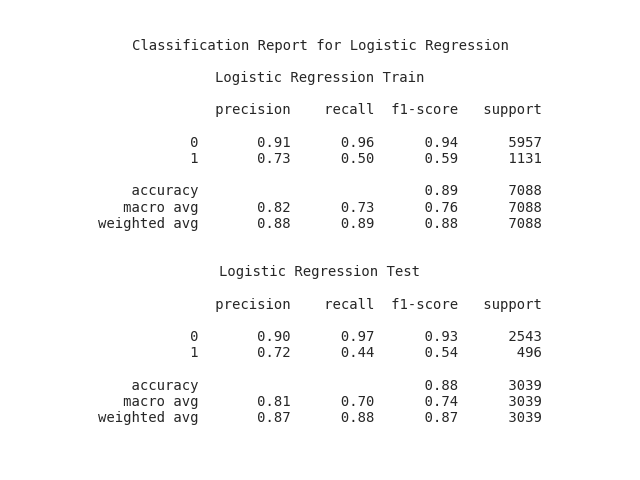 Classification Report for Logistic Regression
Logistic Regression Train
precision recall f1-score support
0 0.91 0.96 0.94 5957
1 0.73 0.50 0.59 1131
accuracy 0.89 7088
macro avg 0.82 0.73 0.76 7088
weighted avg 0.88 0.89 0.88 7088
Logistic Regression Test
precision recall f1-score support
0 0.90 0.97 0.93 2543
1 0.72 0.44 0.54 496
accuracy 0.88 3039
macro avg 0.81 0.70 0.74 3039
weighted avg 0.87 0.88 0.87 3039